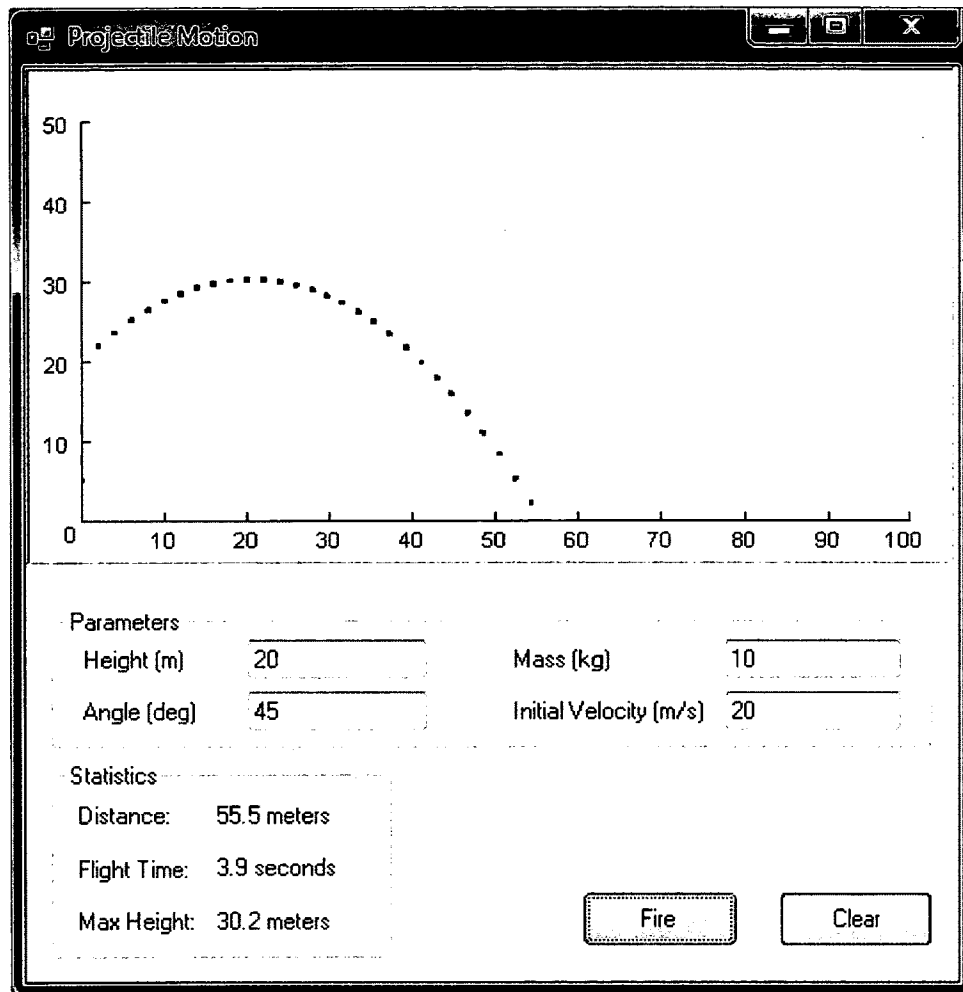 Projectile Motion
50
40
30
20
10
0 10 20 30 40 50 60 70 80 90 100
Parameters
Height (m) 20 Mass (kg) 10
Angle (deg) 45 Initial Velocity (m/s) 20
Statistics
Distance: 55.5 meters
Flight Time: 3.9 seconds
Max Height: 30.2 meters
Fire Clear